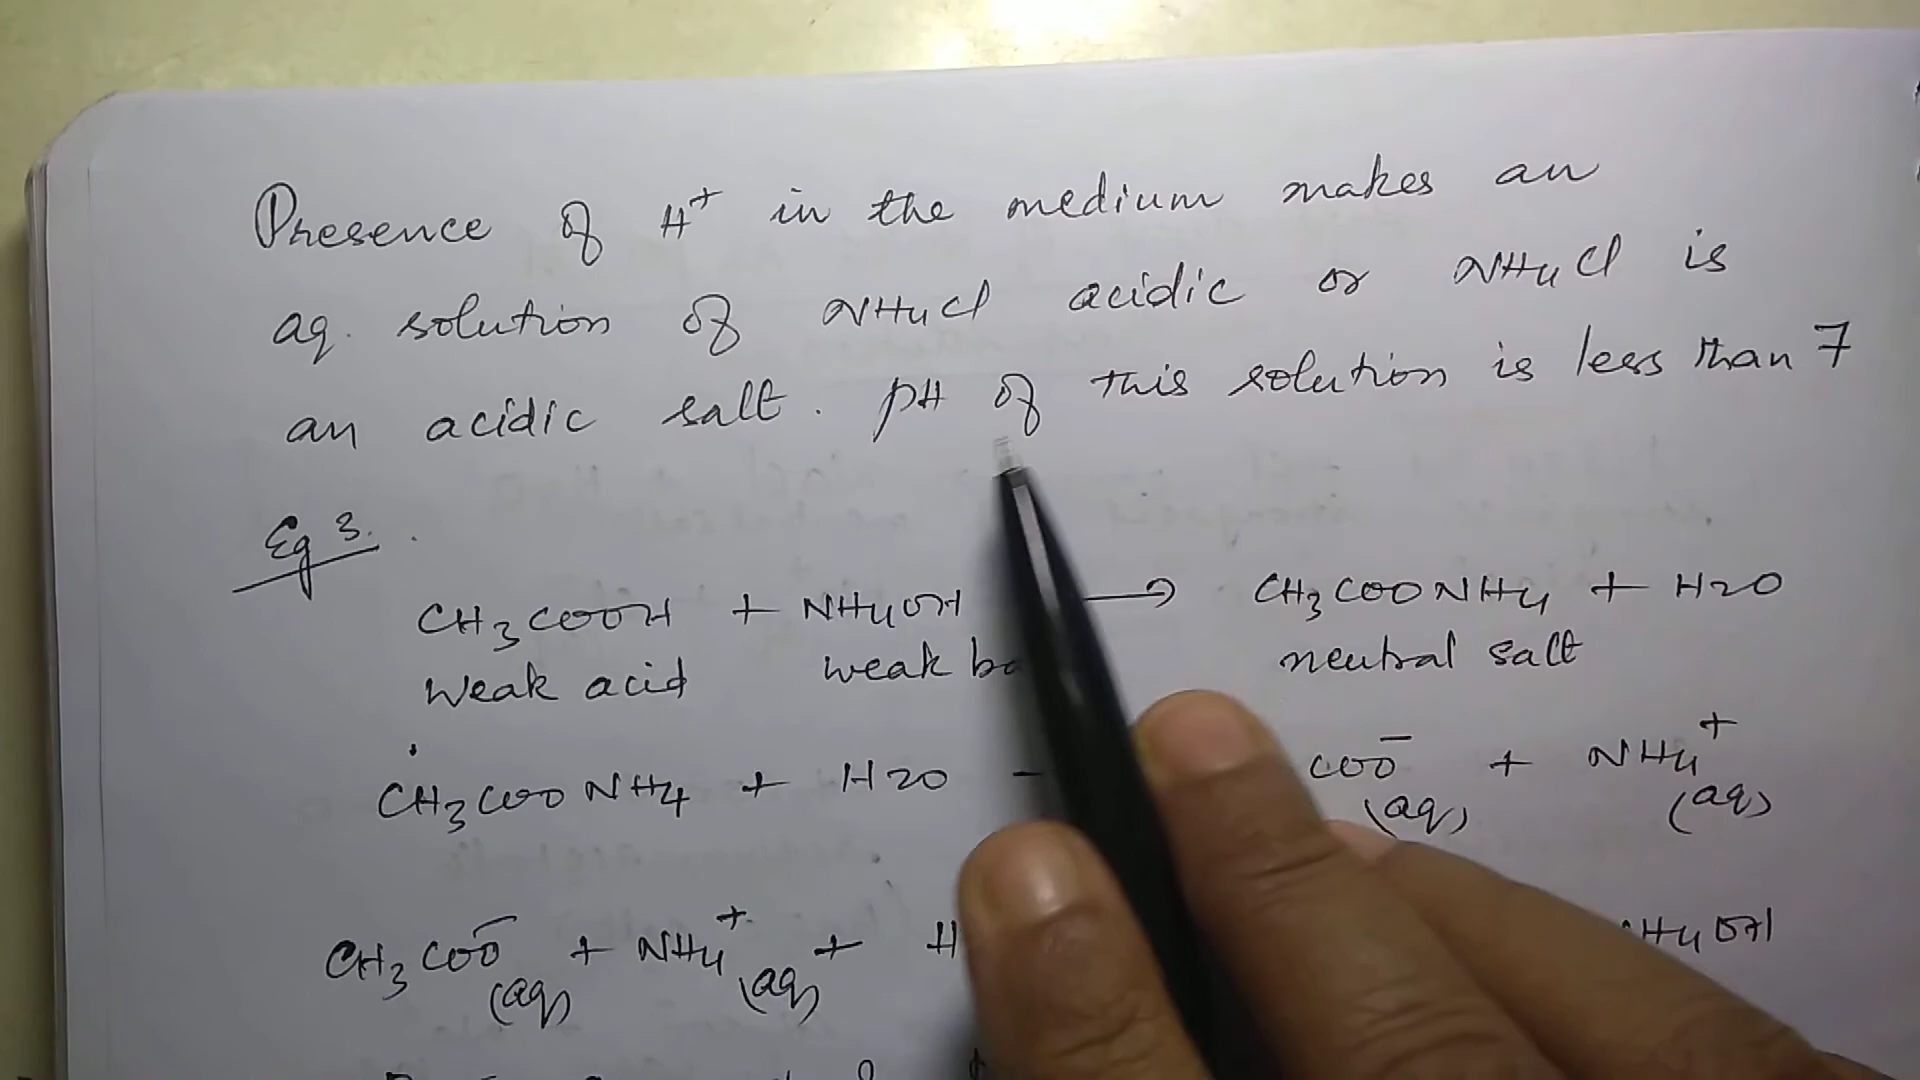 Presence of H⁺ in the medium makes an
aq. solution of NH₄Cl acidic or NH₄Cl is
an acidic salt. pH of this solution is less than 7
Eg 3.
CH₃COOH + NH₄OH ⟶ CH₃COONH₄ + H₂O
Weak acid weak neutral salt
CH₃COONH₄ + H₂O COO⁻ (aq) + NH₄⁺ (aq)
CH₃COO⁻ (aq) + NH₄⁺ (aq) + H